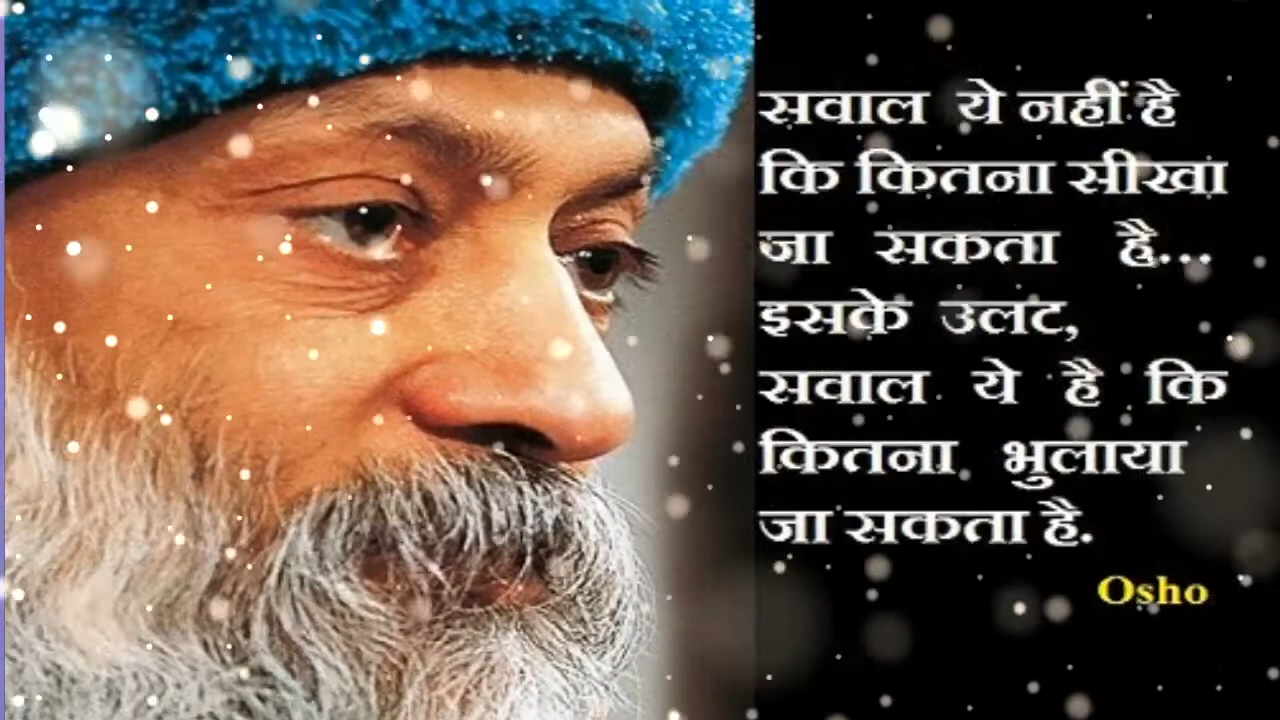 सवाल ये नहीं है
कि कितना सीखा
जा सकता है...
इसके उलट,
सवाल ये है कि
कितना भुलाया
जा सकता है.
Osho